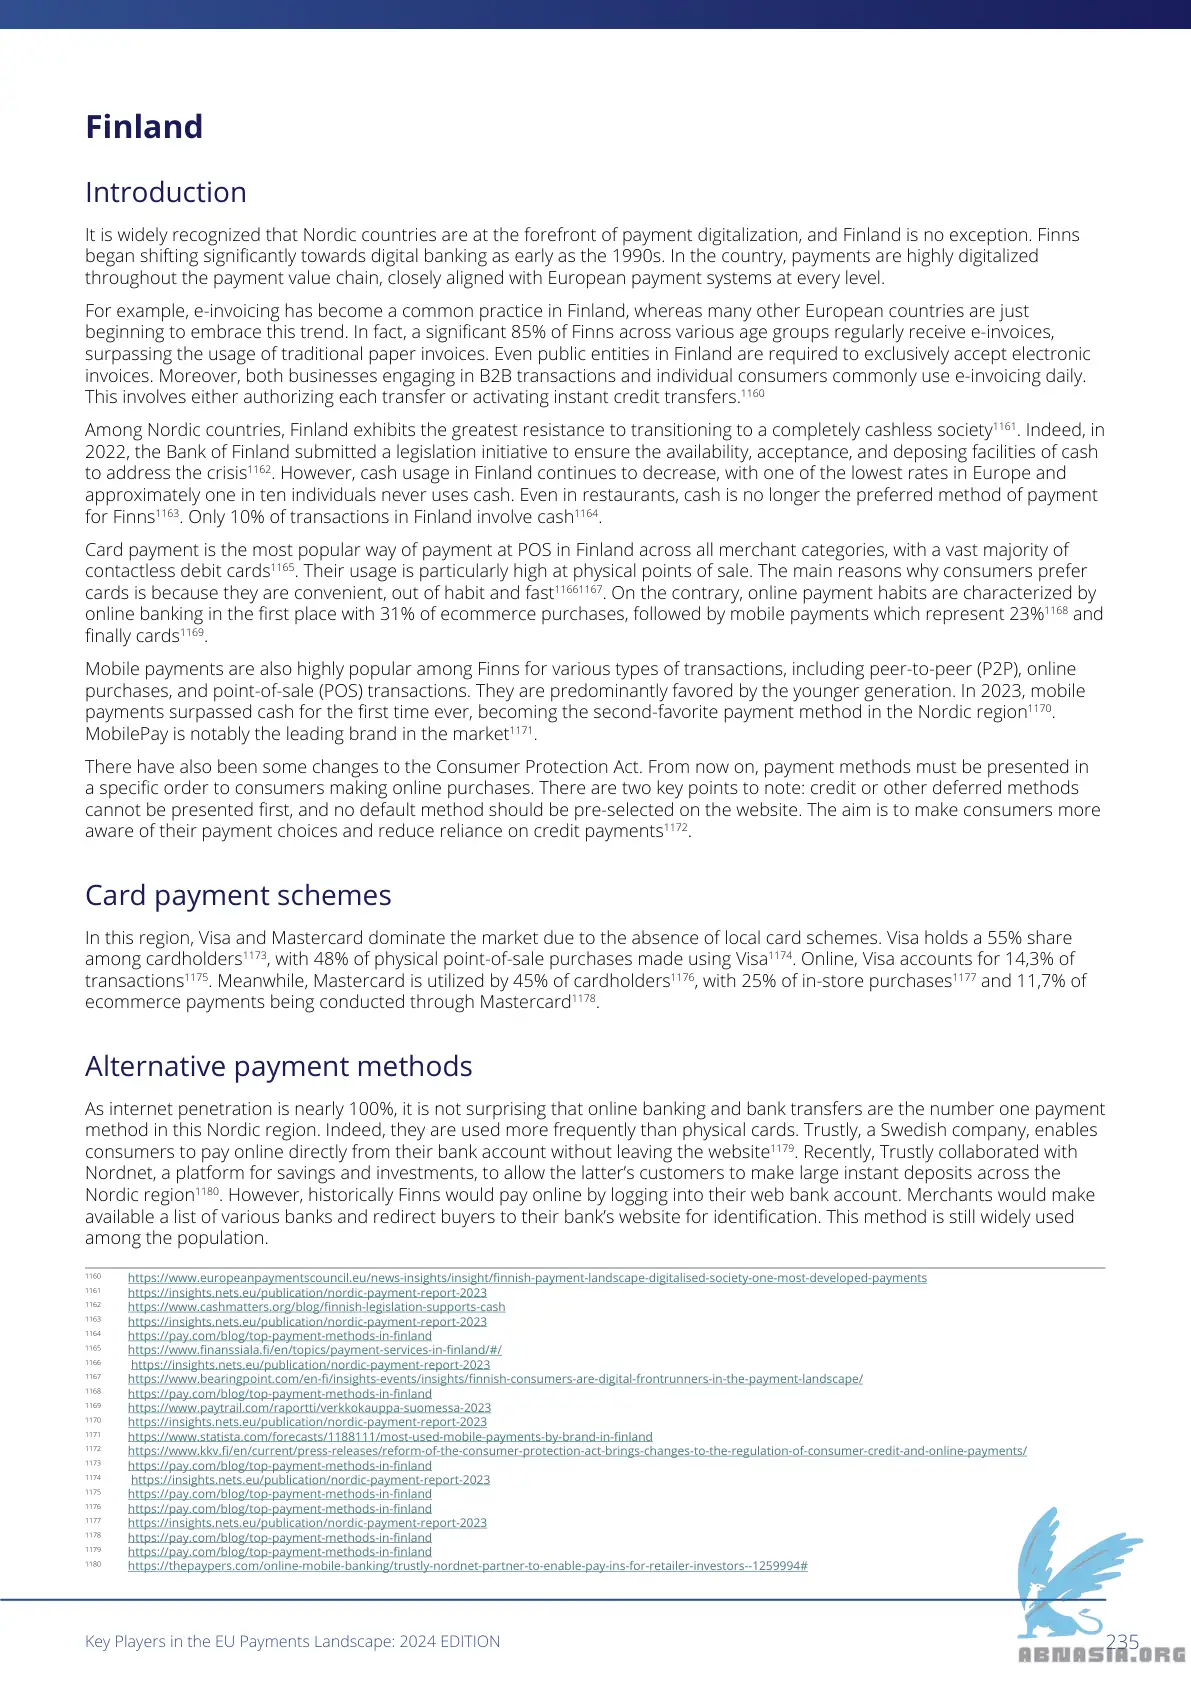 Finland
Introduction
It is widely recognized that Nordic countries are at the forefront of payment digitalization, and Finland is no exception. Finns
began shifting significantly towards digital banking as early as the 1990s. In the country, payments are highly digitalized
throughout the payment value chain, closely aligned with European payment systems at every level.
For example, e-invoicing has become a common practice in Finland, whereas many other European countries are just
beginning to embrace this trend. In fact, a significant 85% of Finns across various age groups regularly receive e-invoices,
surpassing the usage of traditional paper invoices. Even public entities in Finland are required to exclusively accept electronic
invoices. Moreover, both businesses engaging in B2B transactions and individual consumers commonly use e-invoicing daily.
This involves either authorizing each transfer or activating instant credit transfers.1160
Among Nordic countries, Finland exhibits the greatest resistance to transitioning to a completely cashless society1161. Indeed, in
2022, the Bank of Finland submitted a legislation initiative to ensure the availability, acceptance, and deposing facilities of cash
to address the crisis1162. However, cash usage in Finland continues to decrease, with one of the lowest rates in Europe and
approximately one in ten individuals never uses cash. Even in restaurants, cash is no longer the preferred method of payment
for Finns1163. Only 10% of transactions in Finland involve cash1164.
Card payment is the most popular way of payment at POS in Finland across all merchant categories, with a vast majority of
contactless debit cards1165. Their usage is particularly high at physical points of sale. The main reasons why consumers prefer
cards is because they are convenient, out of habit and fast11661167. On the contrary, online payment habits are characterized by
online banking in the first place with 31% of ecommerce purchases, followed by mobile payments which represent 23%1168 and
finally cards1169.
Mobile payments are also highly popular among Finns for various types of transactions, including peer-to-peer (P2P), online
purchases, and point-of-sale (POS) transactions. They are predominantly favored by the younger generation. In 2023, mobile
payments surpassed cash for the first time ever, becoming the second-favorite payment method in the Nordic region1170.
MobilePay is notably the leading brand in the market1171.
There have also been some changes to the Consumer Protection Act. From now on, payment methods must be presented in
a specific order to consumers making online purchases. There are two key points to note: credit or other deferred methods
cannot be presented first, and no default method should be pre-selected on the website. The aim is to make consumers more
aware of their payment choices and reduce reliance on credit payments1172.
Card payment schemes
In this region, Visa and Mastercard dominate the market due to the absence of local card schemes. Visa holds a 55% share
among cardholders1173, with 48% of physical point-of-sale purchases made using Visa1174. Online, Visa accounts for 14,3% of
transactions1175. Meanwhile, Mastercard is utilized by 45% of cardholders1176, with 25% of in-store purchases1177 and 11,7% of
ecommerce payments being conducted through Mastercard1178.
Alternative payment methods
As internet penetration is nearly 100%, it is not surprising that online banking and bank transfers are the number one payment
method in this Nordic region. Indeed, they are used more frequently than physical cards. Trustly, a Swedish company, enables
consumers to pay online directly from their bank account without leaving the website1179. Recently, Trustly collaborated with
Nordnet, a platform for savings and investments, to allow the latter's customers to make large instant deposits across the
Nordic region1180. However, historically Finns would pay online by logging into their web bank account. Merchants would make
available a list of various banks and redirect buyers to their bank's website for identification. This method is still widely used
among the population.
1160 https://www.europeanpaymentscouncil.eu/news-insights/insight/finnish-payment-landscape-digitalised-society-one-most-developed-payments
1161 https://insights.nets.eu/publication/nordic-payment-report-2023
1162 https://www.cashmatters.org/blog/finnish-legislation-supports-cash
1163 https://insights.nets.eu/publication/nordic-payment-report-2023
1164 https://pay.com/blog/top-payment-methods-in-finland
1165 https://www.finanssiala.fi/en/topics/payment-services-in-finland/#/
1166 https://insights.nets.eu/publication/nordic-payment-report-2023
1167 https://www.bearingpoint.com/en-fi/insights-events/insights/finnish-consumers-are-digital-frontrunners-in-the-payment-landscape/
1168 https://pay.com/blog/top-payment-methods-in-finland
1169 https://www.paytrail.com/raportti/verkkokauppa-suomessa-2023
1170 https://insights.nets.eu/publication/nordic-payment-report-2023
1171 https://www.statista.com/forecasts/1188111/most-used-mobile-payments-by-brand-in-finland
1172 https://www.kkv.fi/en/current/press-releases/reform-of-the-consumer-protection-act-brings-changes-to-the-regulation-of-consumer-credit-and-online-payments/
1173 https://pay.com/blog/top-payment-methods-in-finland
1174 https://insights.nets.eu/publication/nordic-payment-report-2023
1175 https://pay.com/blog/top-payment-methods-in-finland
1176 https://pay.com/blog/top-payment-methods-in-finland
1177 https://insights.nets.eu/publication/nordic-payment-report-2023
1178 https://pay.com/blog/top-payment-methods-in-finland
1179 https://pay.com/blog/top-payment-methods-in-finland
1180 https://thepaypers.com/online-mobile-banking/trustly-nordnet-partner-to-enable-pay-ins-for-retailer-investors--1259994#
Key Players in the EU Payments Landscape: 2024 EDITION
235
ABNASIA.ORG